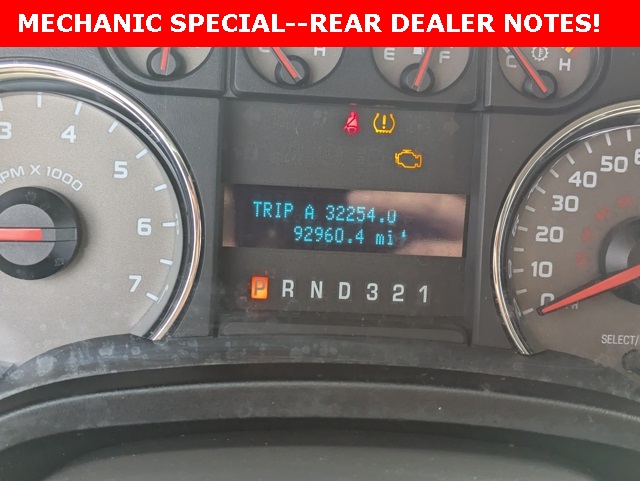 MECHANIC SPECIAL--REAR DEALER NOTES!
C H E F C H
3 4 5 6 7
RPM X 1000
TRIP A 32254.0
92960.4 mi
P R N D 3 2 1
0 10 20 30 40 50 60
SELECT/